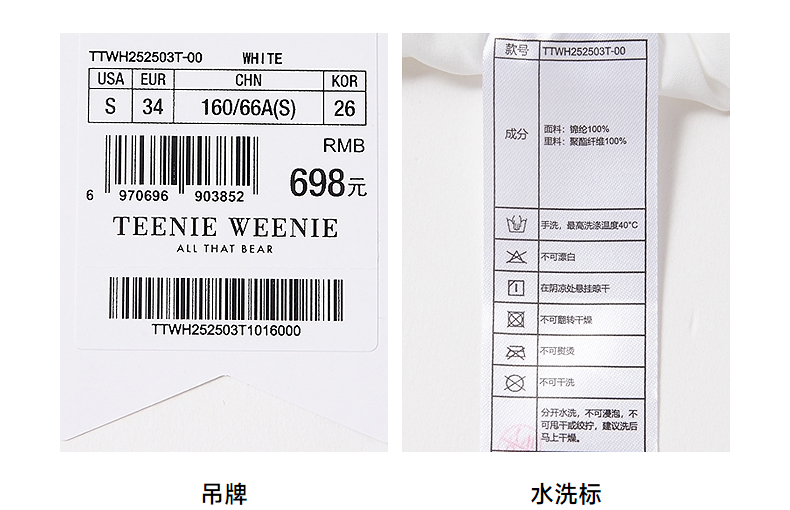 TTWH252503T-00 WHITE
USA EUR CHN KOR
S 34 160/66A(S) 26
RMB
698元
6 970696 903852
TEENIE WEENIE
ALL THAT BEAR
TTWH252503T1016000
吊牌
款号 TTWH252503T-00
成分
面料：锦纶100%
里料：聚酯纤维100%
手洗，最高洗涤温度40°C
不可漂白
在阴凉处悬挂晾干
不可翻转干燥
不可熨烫
不可干洗
分开水洗，不可浸泡，不
可甩干或绞拧，建议洗后
马上干燥。
水洗标